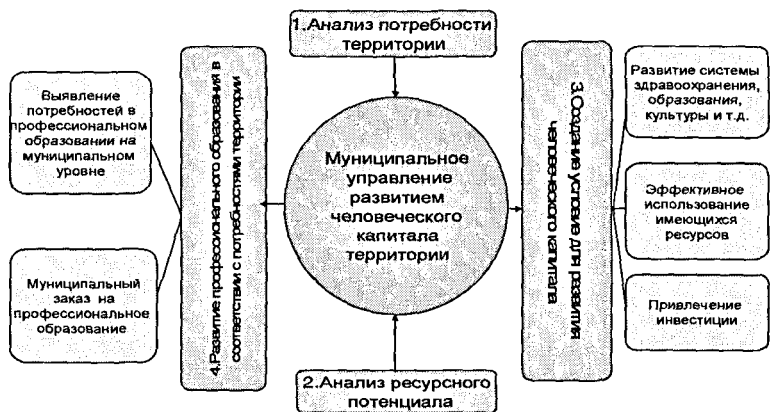 1.Анализ потребности
территории
Выявление
потребностей в
профессиональном
образовании на
муниципальном
уровне
Муниципальный
заказ на
профессиональное
образование
4.Развитие профессионального образования в
соответствии с потребностями территории
Муниципальное
управление
развитием
человеческого
капитала
территории
3.Создание условие для развития
человеческого капитала
Развитие системы
здравоохранения,
образования,
культуры и т.д.
Эффективное
использование
имеющихся
ресурсов
Привлечение
инвестиции
2.Анализ ресурсного
потенциала